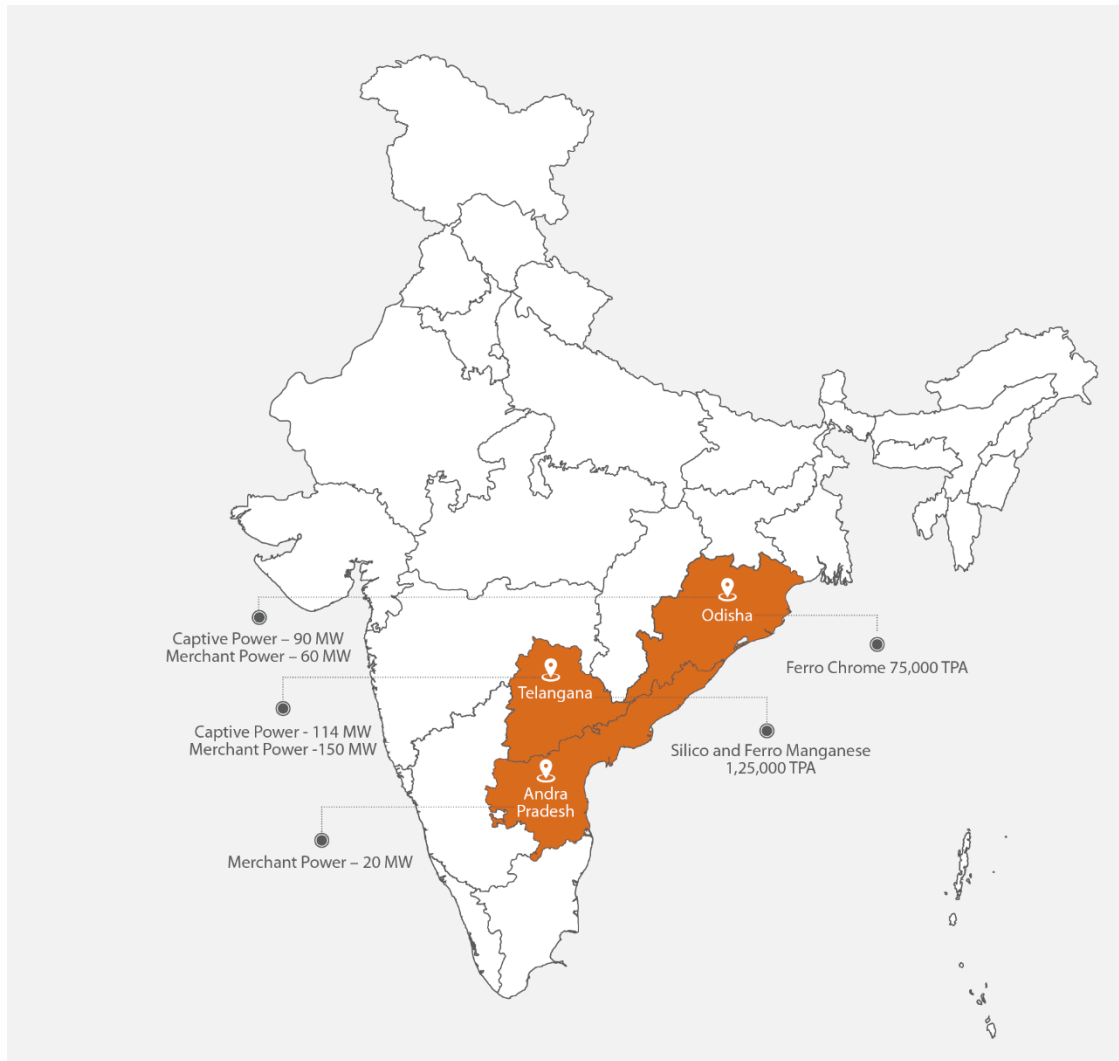 Odisha
Captive Power – 90 MW
Merchant Power – 60 MW
Ferro Chrome 75,000 TPA
Telangana
Captive Power - 114 MW
Merchant Power -150 MW
Silico and Ferro Manganese
1,25,000 TPA
Andra
Pradesh
Merchant Power – 20 MW